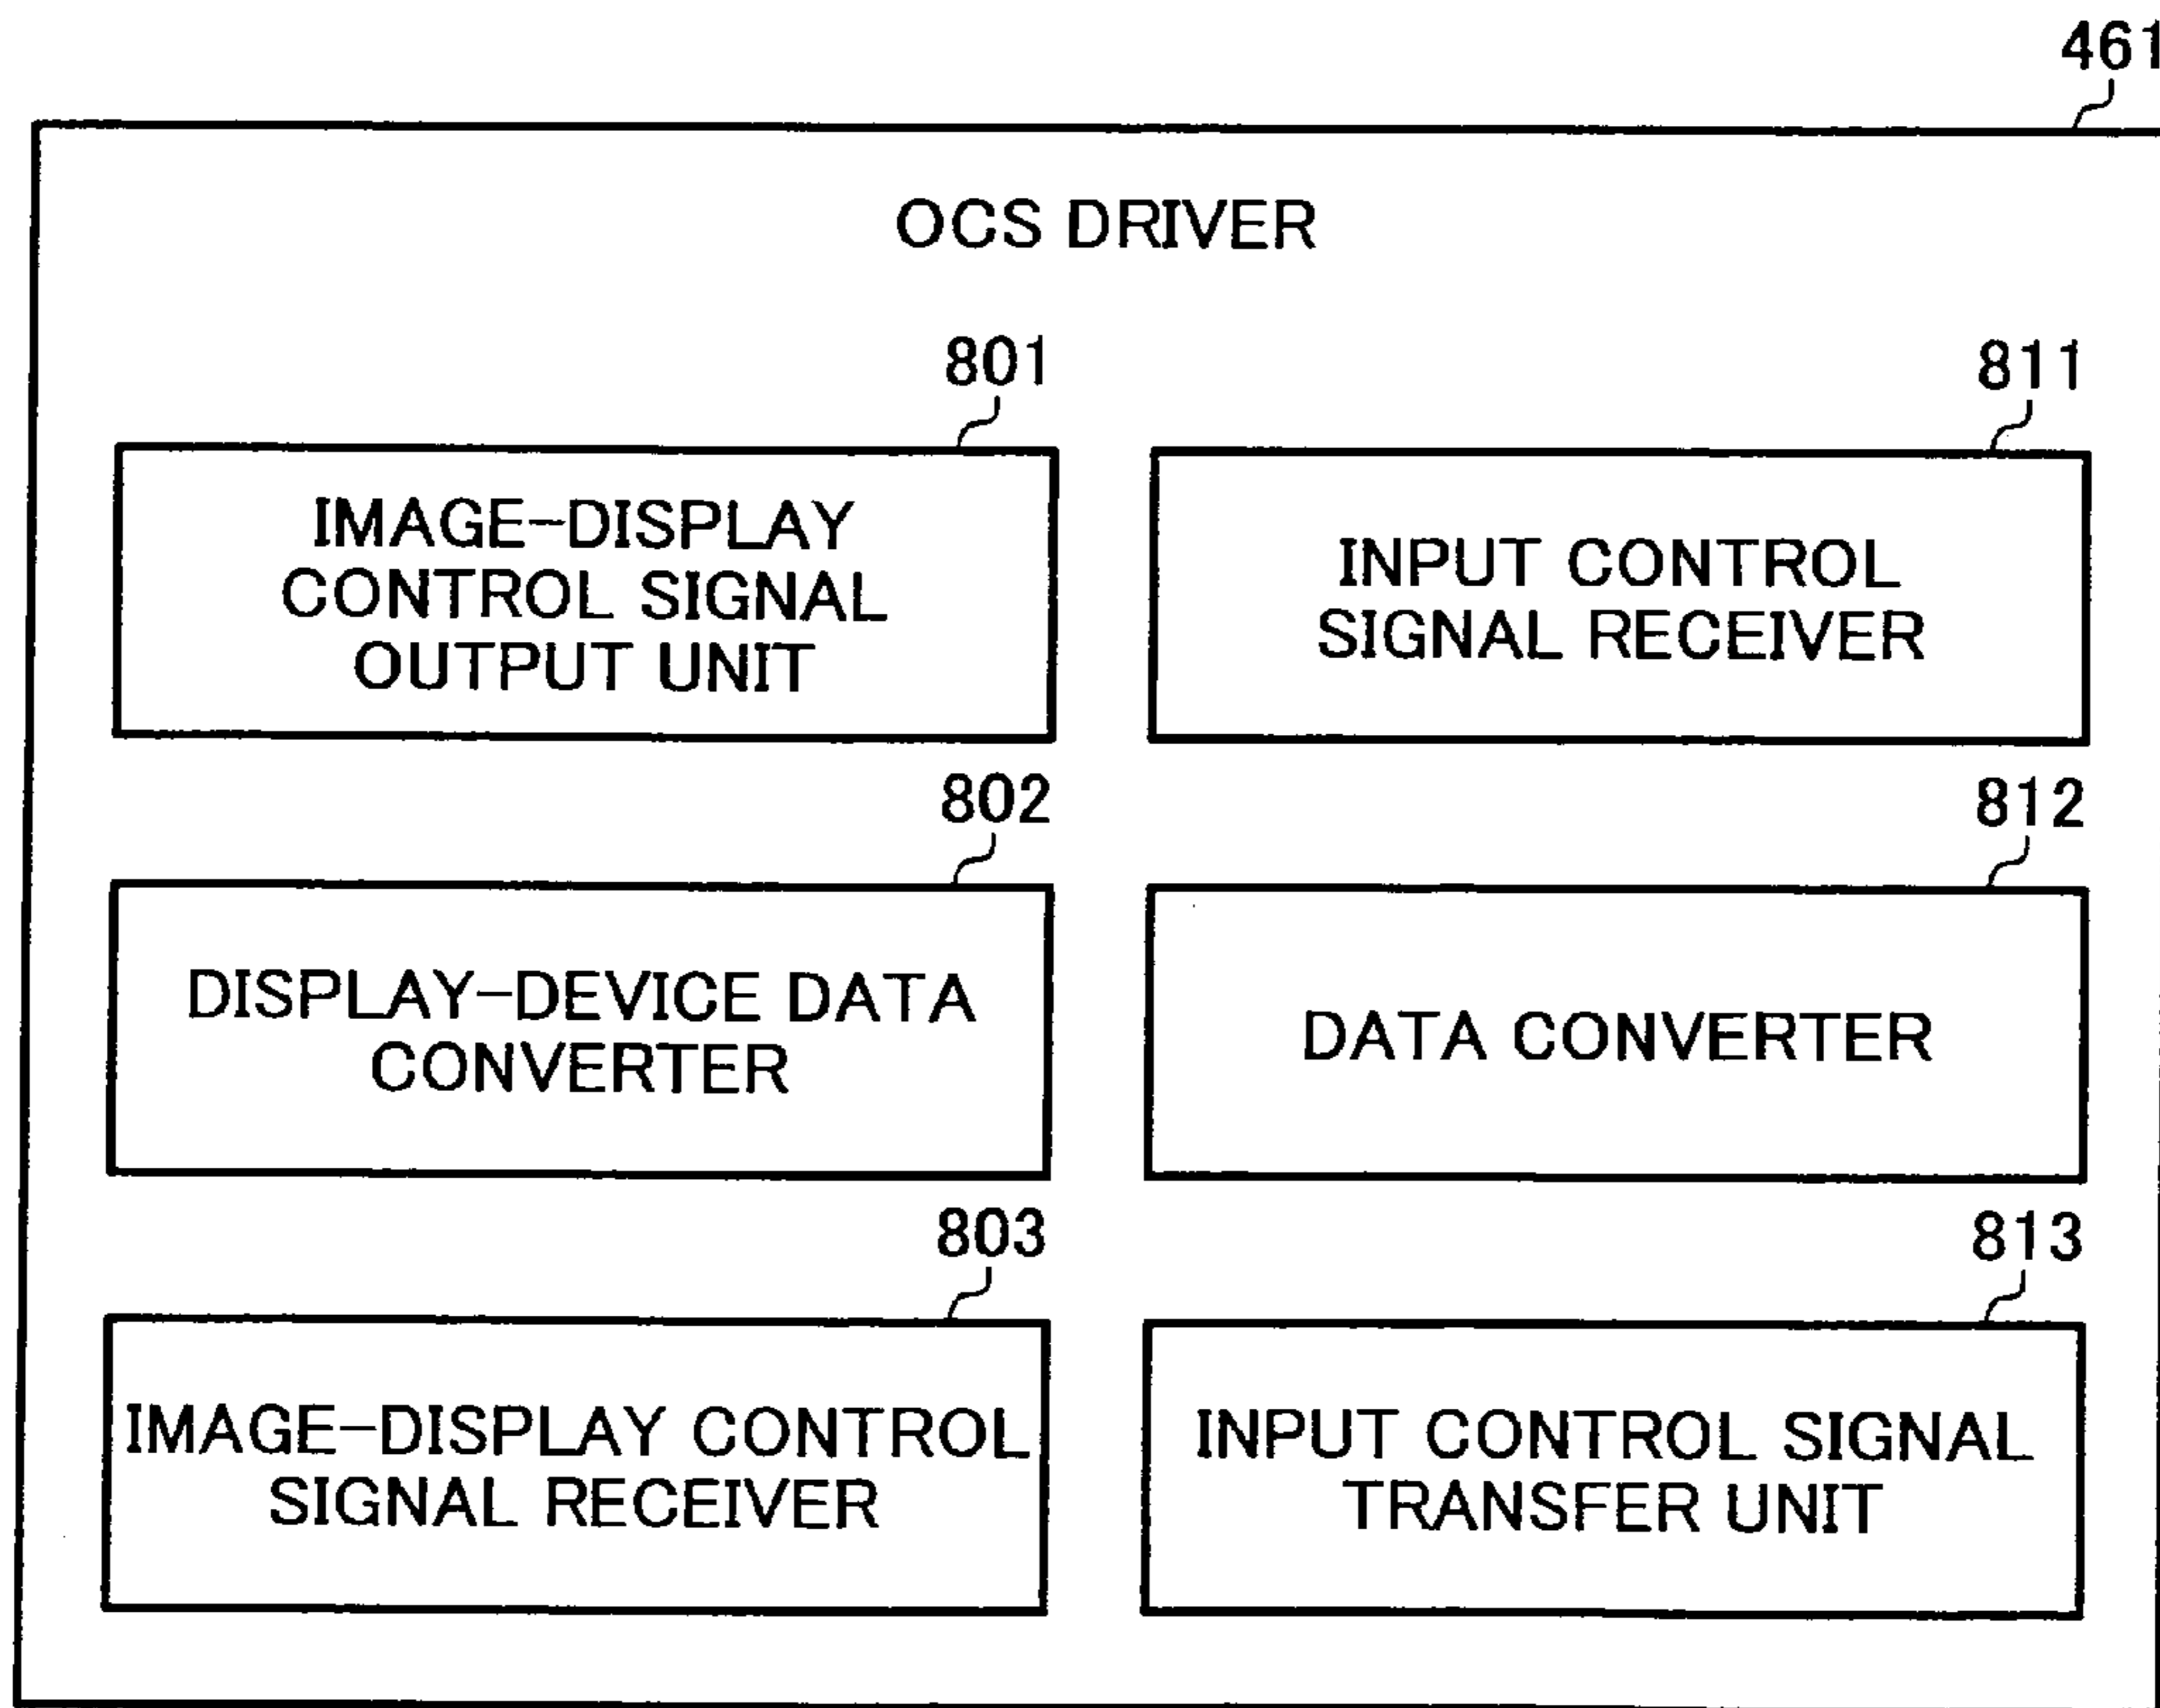 461
OCS DRIVER
801
IMAGE-DISPLAY
CONTROL SIGNAL
OUTPUT UNIT
811
INPUT CONTROL
SIGNAL RECEIVER
802
DISPLAY-DEVICE DATA
CONVERTER
812
DATA CONVERTER
803
IMAGE-DISPLAY CONTROL
SIGNAL RECEIVER
813
INPUT CONTROL SIGNAL
TRANSFER UNIT